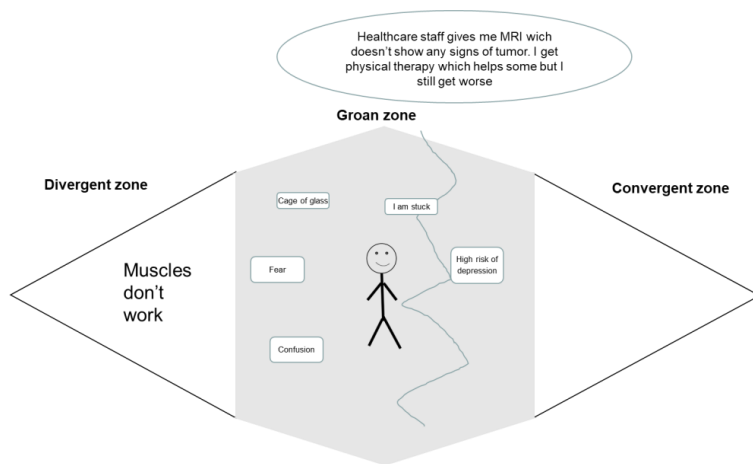 Healthcare staff gives me MRI wich
doesn't show any signs of tumor. I get
physical therapy which helps some but I
still get worse
Groan zone
Divergent zone
Convergent zone
Cage of glass
I am stuck
Muscles
don't
work
Fear
High risk of
depression
Confusion